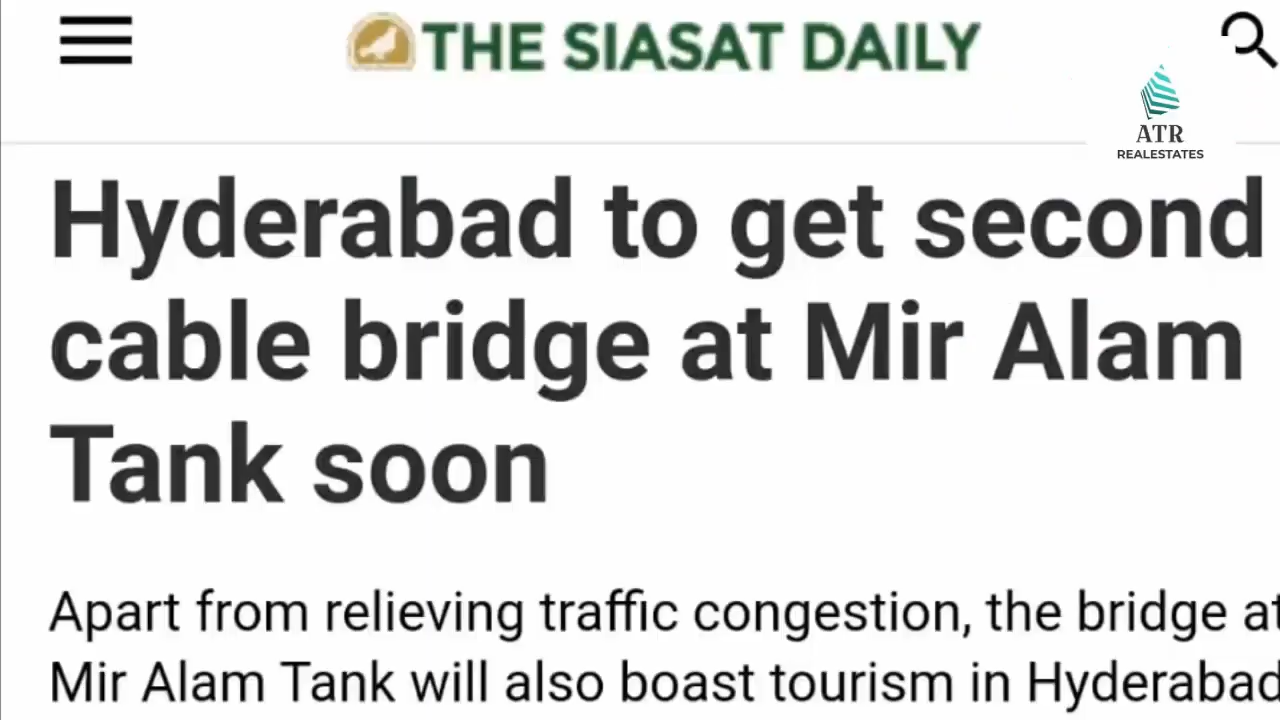 THE SIASAT DAILY
ATR
REALESTATES
Hyderabad to get second
cable bridge at Mir Alam
Tank soon
Apart from relieving traffic congestion, the bridge at
Mir Alam Tank will also boast tourism in Hyderabad